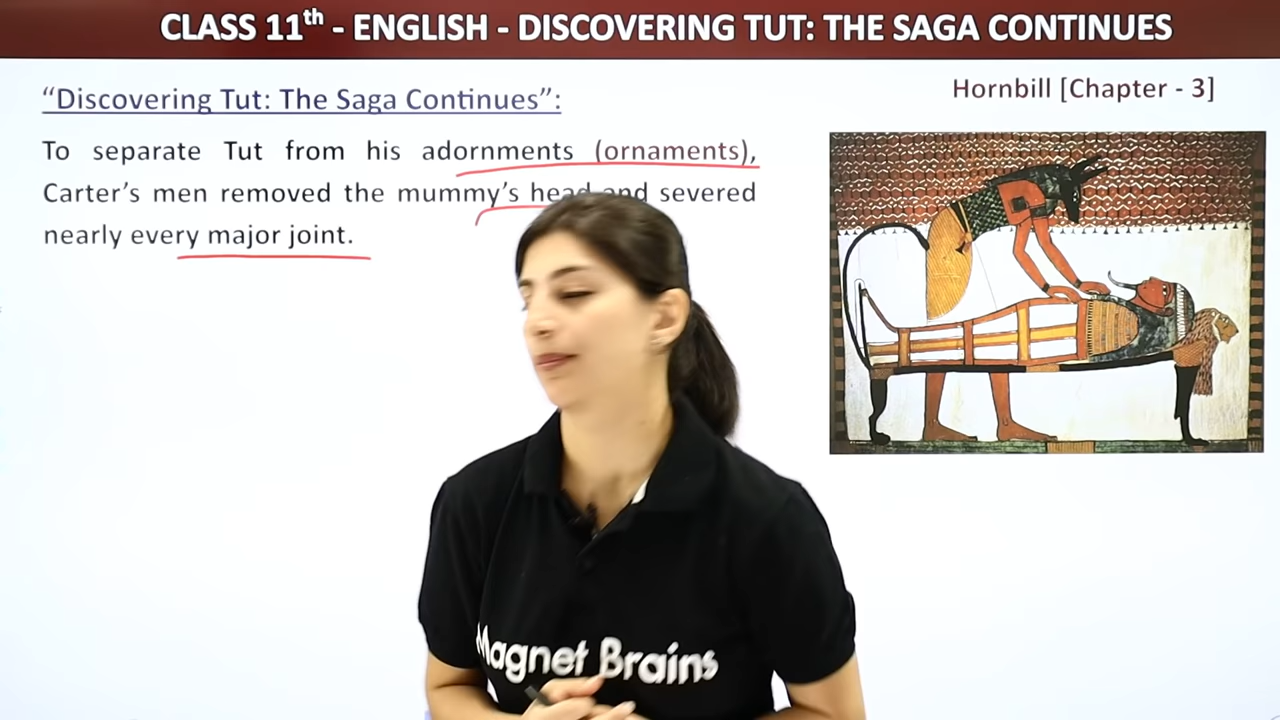 CLASS 11th - ENGLISH - DISCOVERING TUT: THE SAGA CONTINUES
"Discovering Tut: The Saga Continues":
Hornbill [Chapter - 3]
To separate Tut from his adornments (ornaments),
Carter's men removed the mummy's head and severed
nearly every major joint.
Magnet Brains